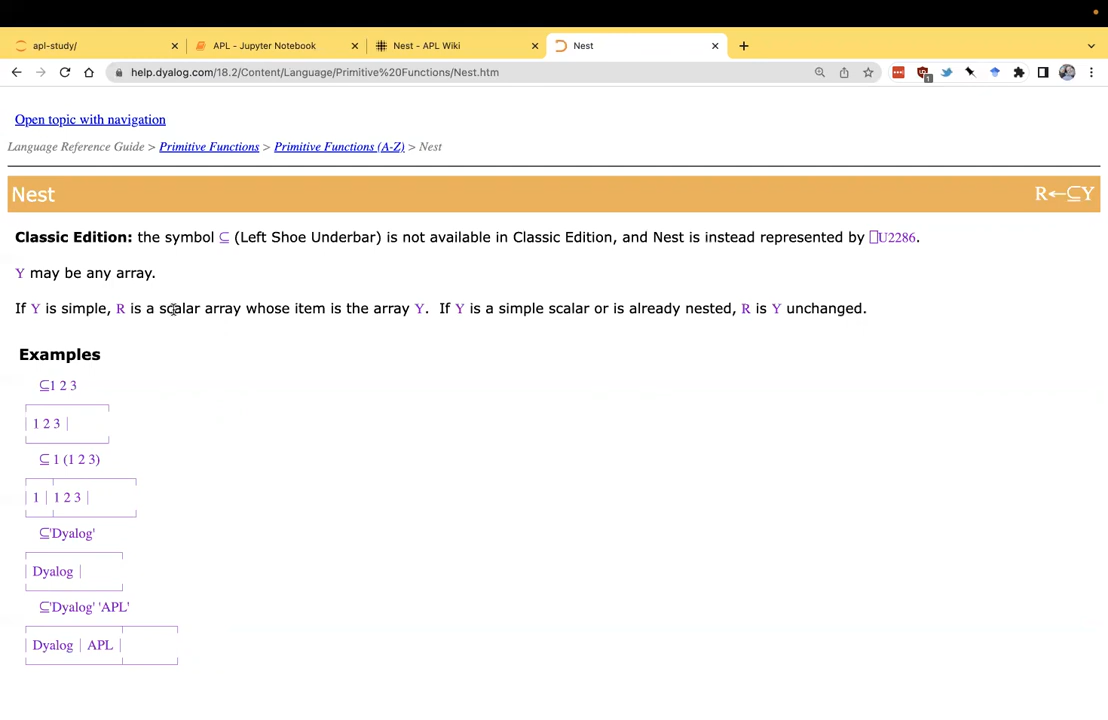 apl-study/
APL - Jupyter Notebook
Nest - APL Wiki
Nest
help.dyalog.com/18.2/Content/Language/Primitive%20Functions/Nest.htm
1
Open topic with navigation
Language Reference Guide > Primitive Functions > Primitive Functions (A-Z) > Nest
Nest R←⊆Y
Classic Edition: the symbol ⊆ (Left Shoe Underbar) is not available in Classic Edition, and Nest is instead represented by ⎕U2286.
Y may be any array.
If Y is simple, R is a scalar array whose item is the array Y. If Y is a simple scalar or is already nested, R is Y unchanged.
Examples
⊆1 2 3
│ 1 2 3 │
⊆ 1 (1 2 3)
│ 1 │ 1 2 3 │
⊆'Dyalog'
│ Dyalog │
⊆'Dyalog' 'APL'
│ Dyalog │ APL │